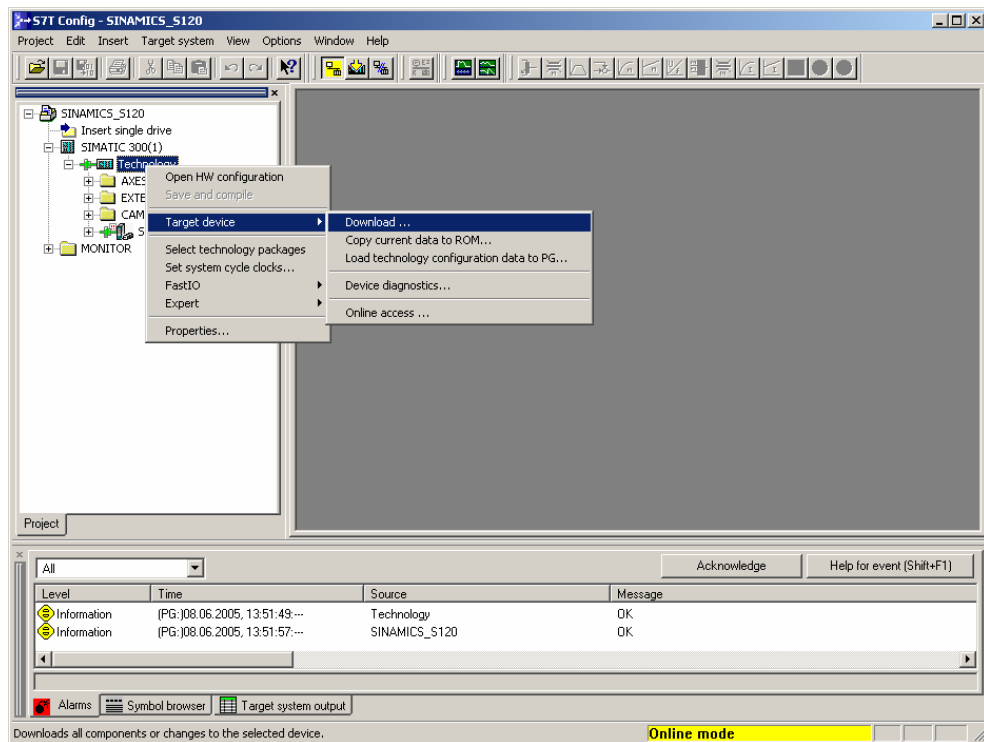 S7T Config - SINAMICS_S120
Project Edit Insert Target system View Options Window Help
SINAMICS_S120
Insert single drive
SIMATIC 300(1)
Technology
AXES
EXTE
CAM
S
MONITOR
Open HW configuration
Save and compile
Target device
Select technology packages
Set system cycle clocks...
FastIO
Expert
Properties...
Download ...
Copy current data to ROM...
Load technology configuration data to PG...
Device diagnostics...
Online access ...
Project
All
Acknowledge
Help for event (Shift+F1)
Level Time Source Message
Information (PG:)08.06.2005, 13:51:49:--- Technology OK
Information (PG:)08.06.2005, 13:51:57:--- SINAMICS_S120 OK
Alarms Symbol browser Target system output
Downloads all components or changes to the selected device.
Online mode